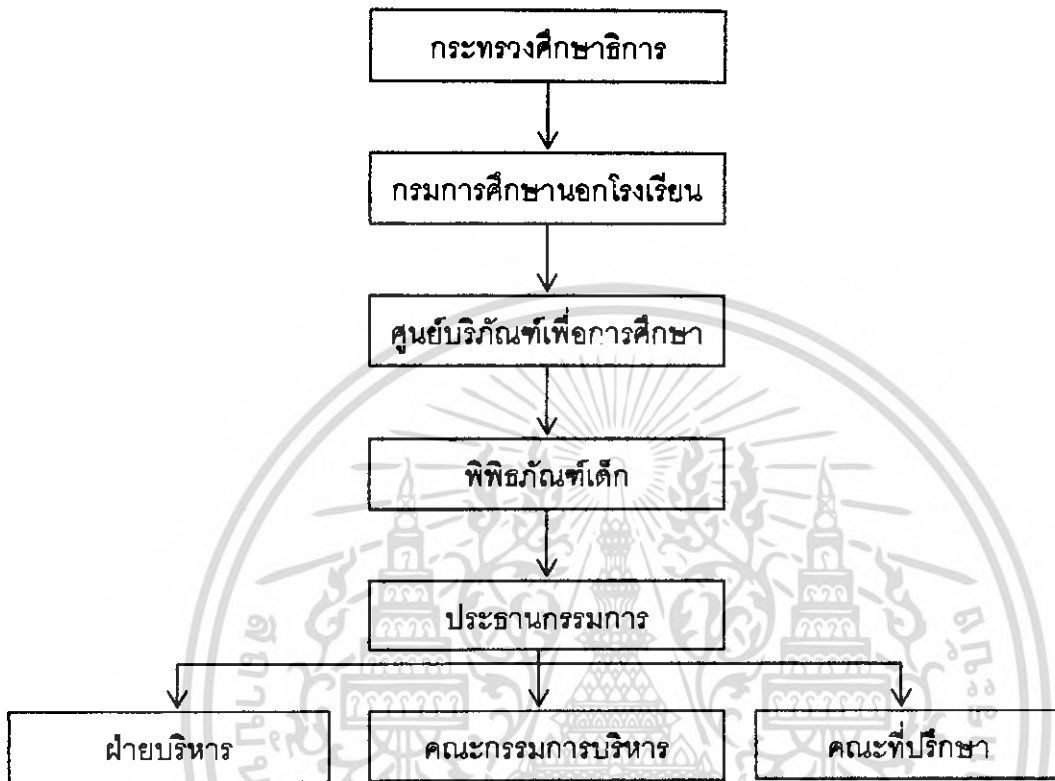 กระทรวงศึกษาธิการ
กรมการศึกษานอกโรงเรียน
ศูนย์บริภัณฑ์เพื่อการศึกษา
พิพิธภัณฑ์เด็ก
ประธานกรรมการ
ฝ่ายบริหาร
คณะกรรมการบริหาร
คณะที่ปรึกษา